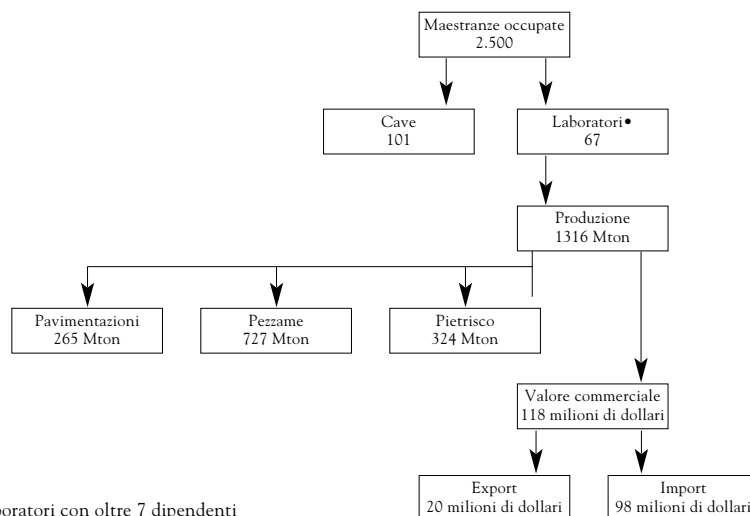 Maestranze occupate
2.500
Cave
101
Laboratori•
67
Produzione
1316 Mton
Pavimentazioni
265 Mton
Pezzame
727 Mton
Pietrisco
324 Mton
Valore commerciale
118 milioni di dollari
Export
20 milioni di dollari
Import
98 milioni di dollari
con oltre 7 dipendenti